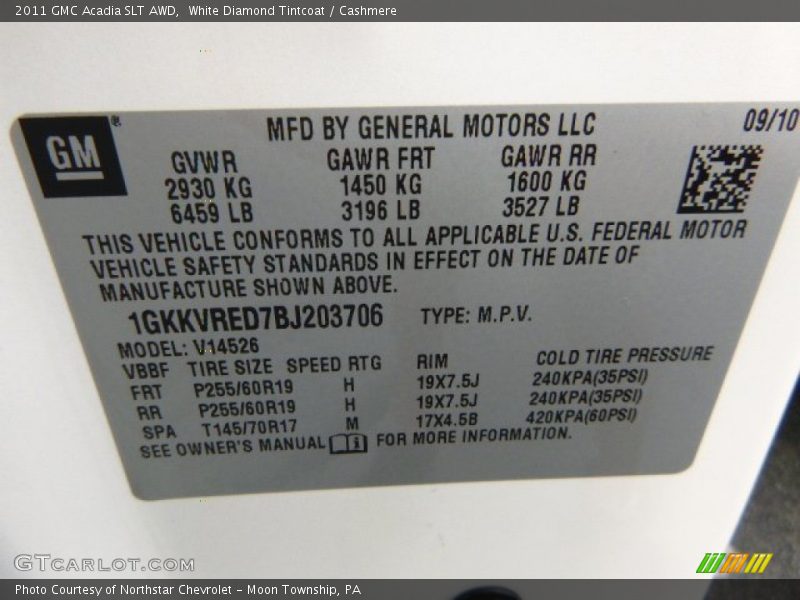 2011 GMC Acadia SLT AWD, White Diamond Tintcoat / Cashmere
GM®
MFD BY GENERAL MOTORS LLC
09/10
GVWR GAWR FRT GAWR RR
2930 KG 1450 KG 1600 KG
6459 LB 3196 LB 3527 LB
THIS VEHICLE CONFORMS TO ALL APPLICABLE U.S. FEDERAL MOTOR
VEHICLE SAFETY STANDARDS IN EFFECT ON THE DATE OF
MANUFACTURE SHOWN ABOVE.
1GKKVRED7BJ203706 TYPE: M.P.V.
MODEL: V14526
VBBF TIRE SIZE SPEED RTG RIM COLD TIRE PRESSURE
FRT P255/60R19 H 19X7.5J 240KPA(35PSI)
RR P255/60R19 H 19X7.5J 240KPA(35PSI)
SPA T145/70R17 M 17X4.5B 420KPA(60PSI)
SEE OWNER'S MANUAL i FOR MORE INFORMATION.
GTCARLOT.COM
Photo Courtesy of Northstar Chevrolet - Moon Township, PA